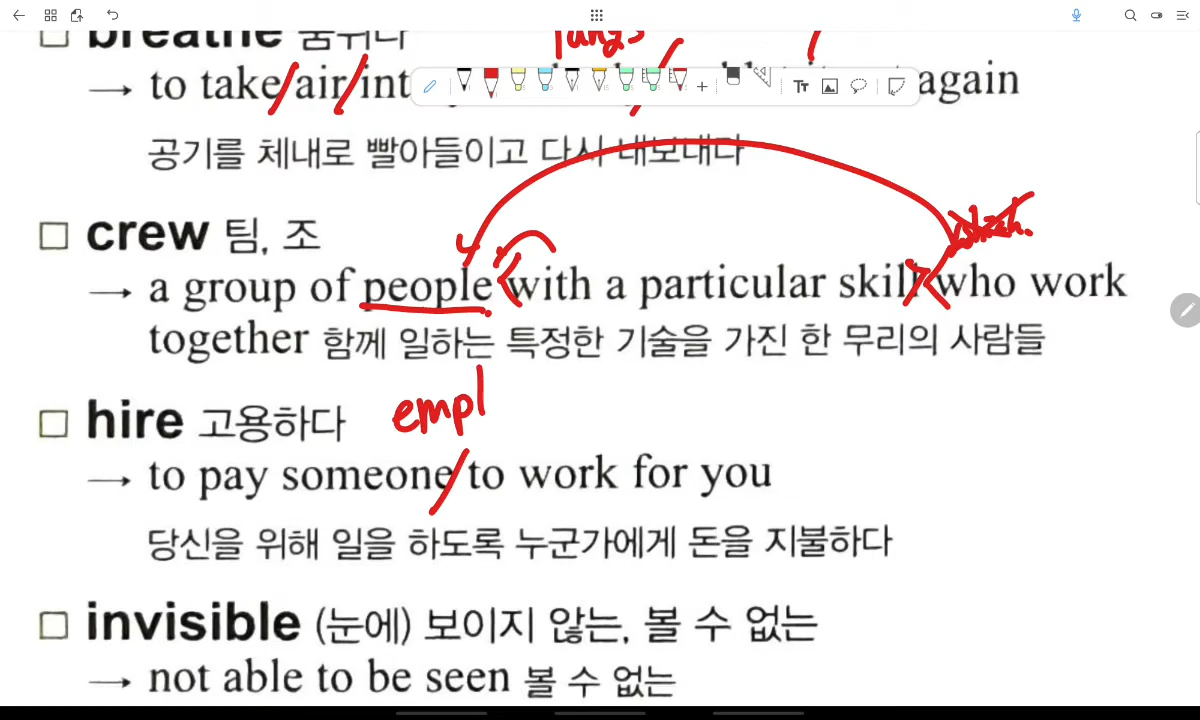 breathe 숨쉬다
lungs
→ to take/air/int again
공기를 체내로 빨아들이고 다시 내보내다
crew 팀, 조
→ a group of people with a particular skill who work
together 함께 일하는 특정한 기술을 가진 한 무리의 사람들
hire 고용하다 empl
→ to pay someone/to work for you
당신을 위해 일을 하도록 누군가에게 돈을 지불하다
invisible (눈에) 보이지 않는, 볼 수 없는
→ not able to be seen 볼 수 없는